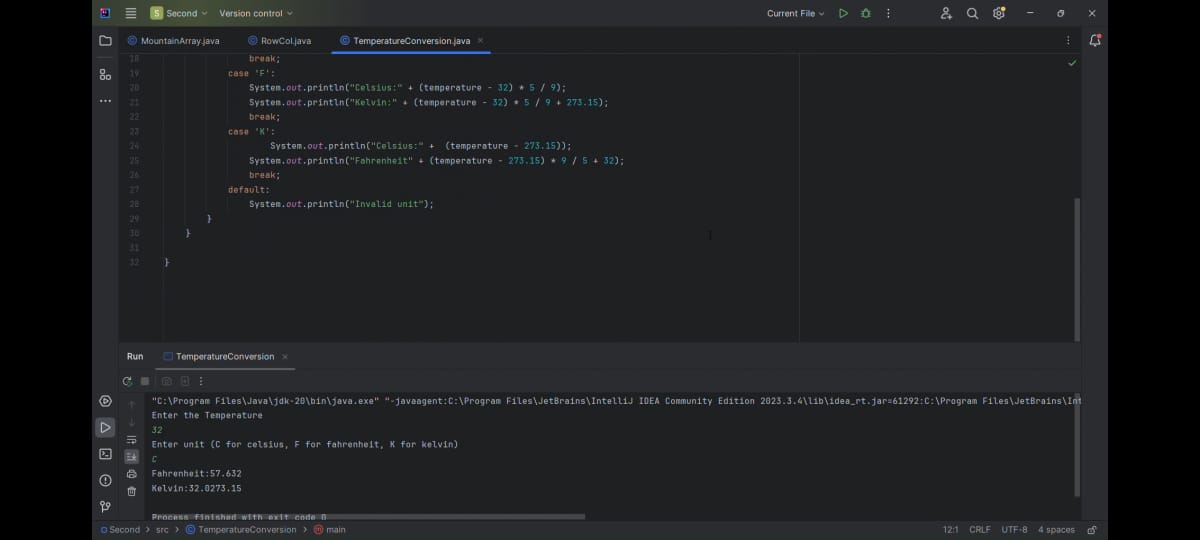 S Second Version control Current File
MountainArray.java RowCol.java TemperatureConversion.java
18 break;
19 case 'F':
20 System.out.println("Celsius:" + (temperature - 32) * 5 / 9);
21 System.out.println("Kelvin:" + (temperature - 32) * 5 / 9 + 273.15);
22 break;
23 case 'K':
24 System.out.println("Celsius:" + (temperature - 273.15));
25 System.out.println("Fahrenheit" + (temperature - 273.15) * 9 / 5 + 32);
26 break;
27 default:
28 System.out.println("Invalid unit");
29 }
30 }
31
32 }
Run TemperatureConversion
"C:\Program Files\Java\jdk-20\bin\java.exe" "-javaagent:C:\Program Files\JetBrains\IntelliJ IDEA Community Edition 2023.3.4\lib\idea_rt.jar=61292:C:\Program Files\JetBrains\Int
Enter the Temperature
32
Enter unit (C for celsius, F for fahrenheit, K for kelvin)
C
Fahrenheit:57.632
Kelvin:32.0273.15
Process finished with exit code 0
Second > src > TemperatureConversion > main 12:1 CRLF UTF-8 4 spaces